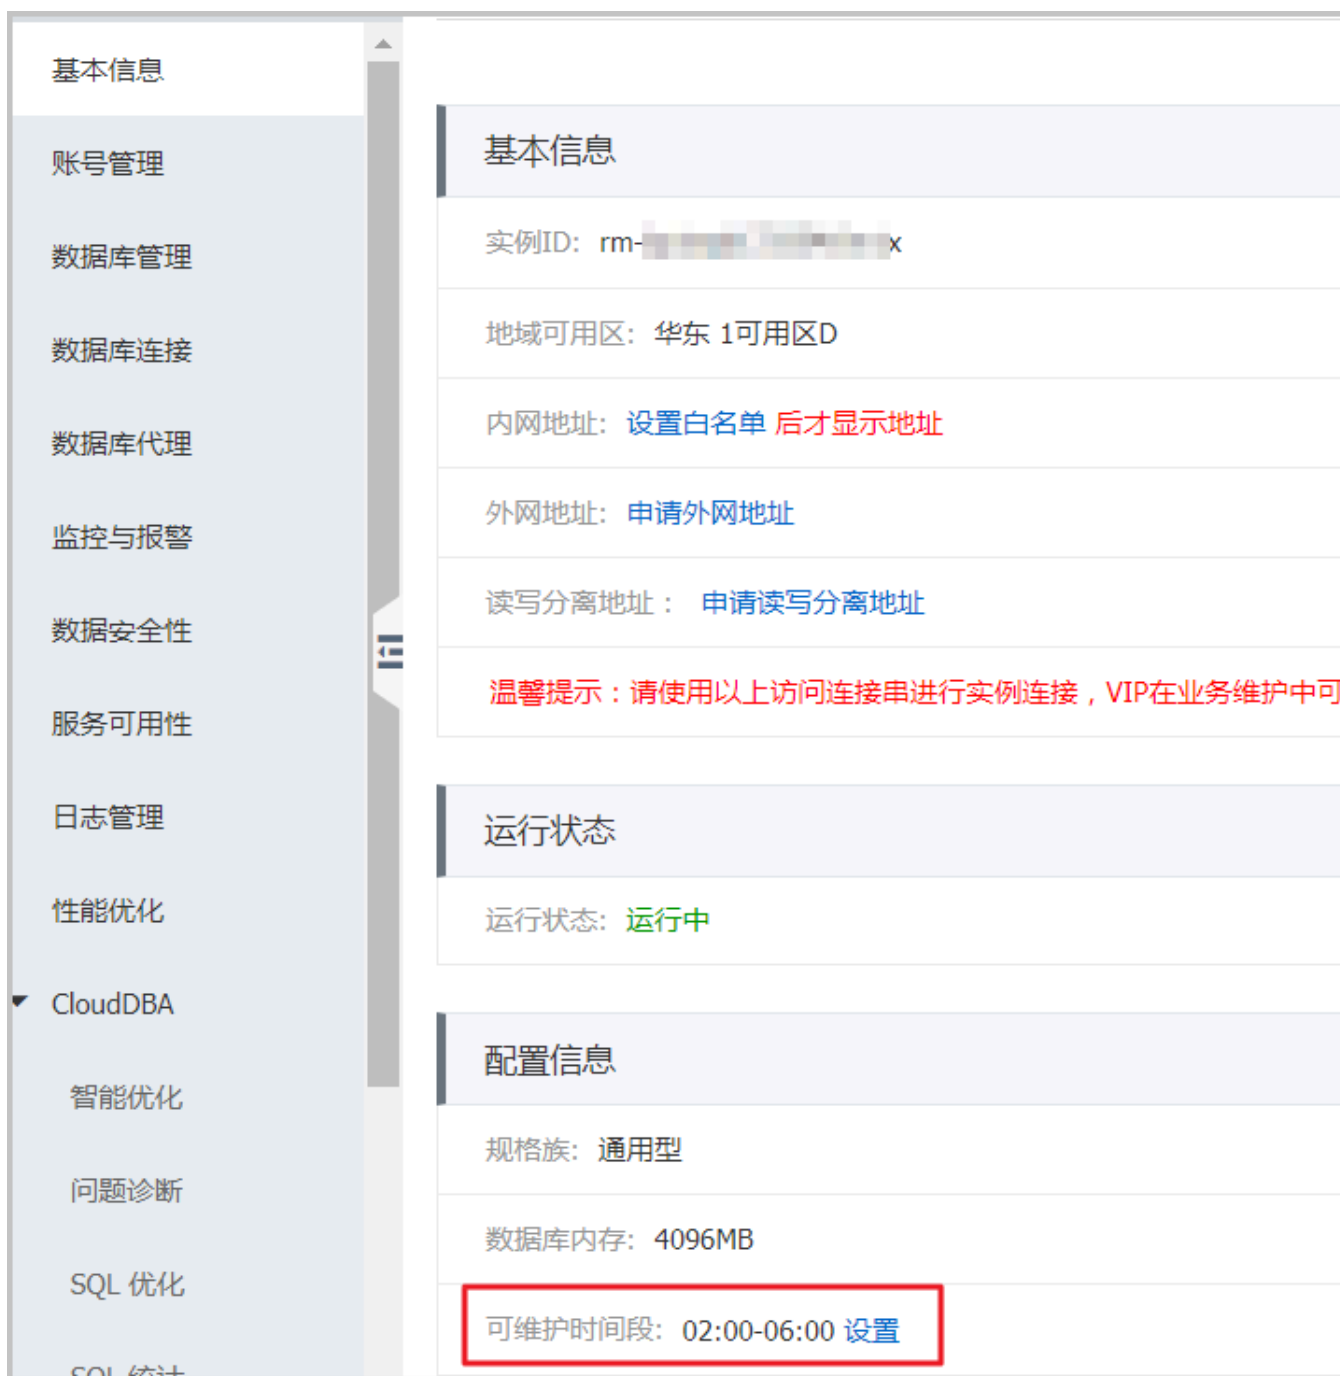 基本信息
账号管理
数据库管理
数据库连接
数据库代理
监控与报警
数据安全性
服务可用性
日志管理
性能优化
CloudDBA
智能优化
问题诊断
SQL 优化
SQL 统计
基本信息
实例ID: rm- x
地域可用区: 华东 1可用区D
内网地址: 设置白名单 后才显示地址
外网地址: 申请外网地址
读写分离地址： 申请读写分离地址
温馨提示：请使用以上访问连接串进行实例连接，VIP在业务维护中可
运行状态
运行状态: 运行中
配置信息
规格族: 通用型
数据库内存: 4096MB
可维护时间段: 02:00-06:00 设置